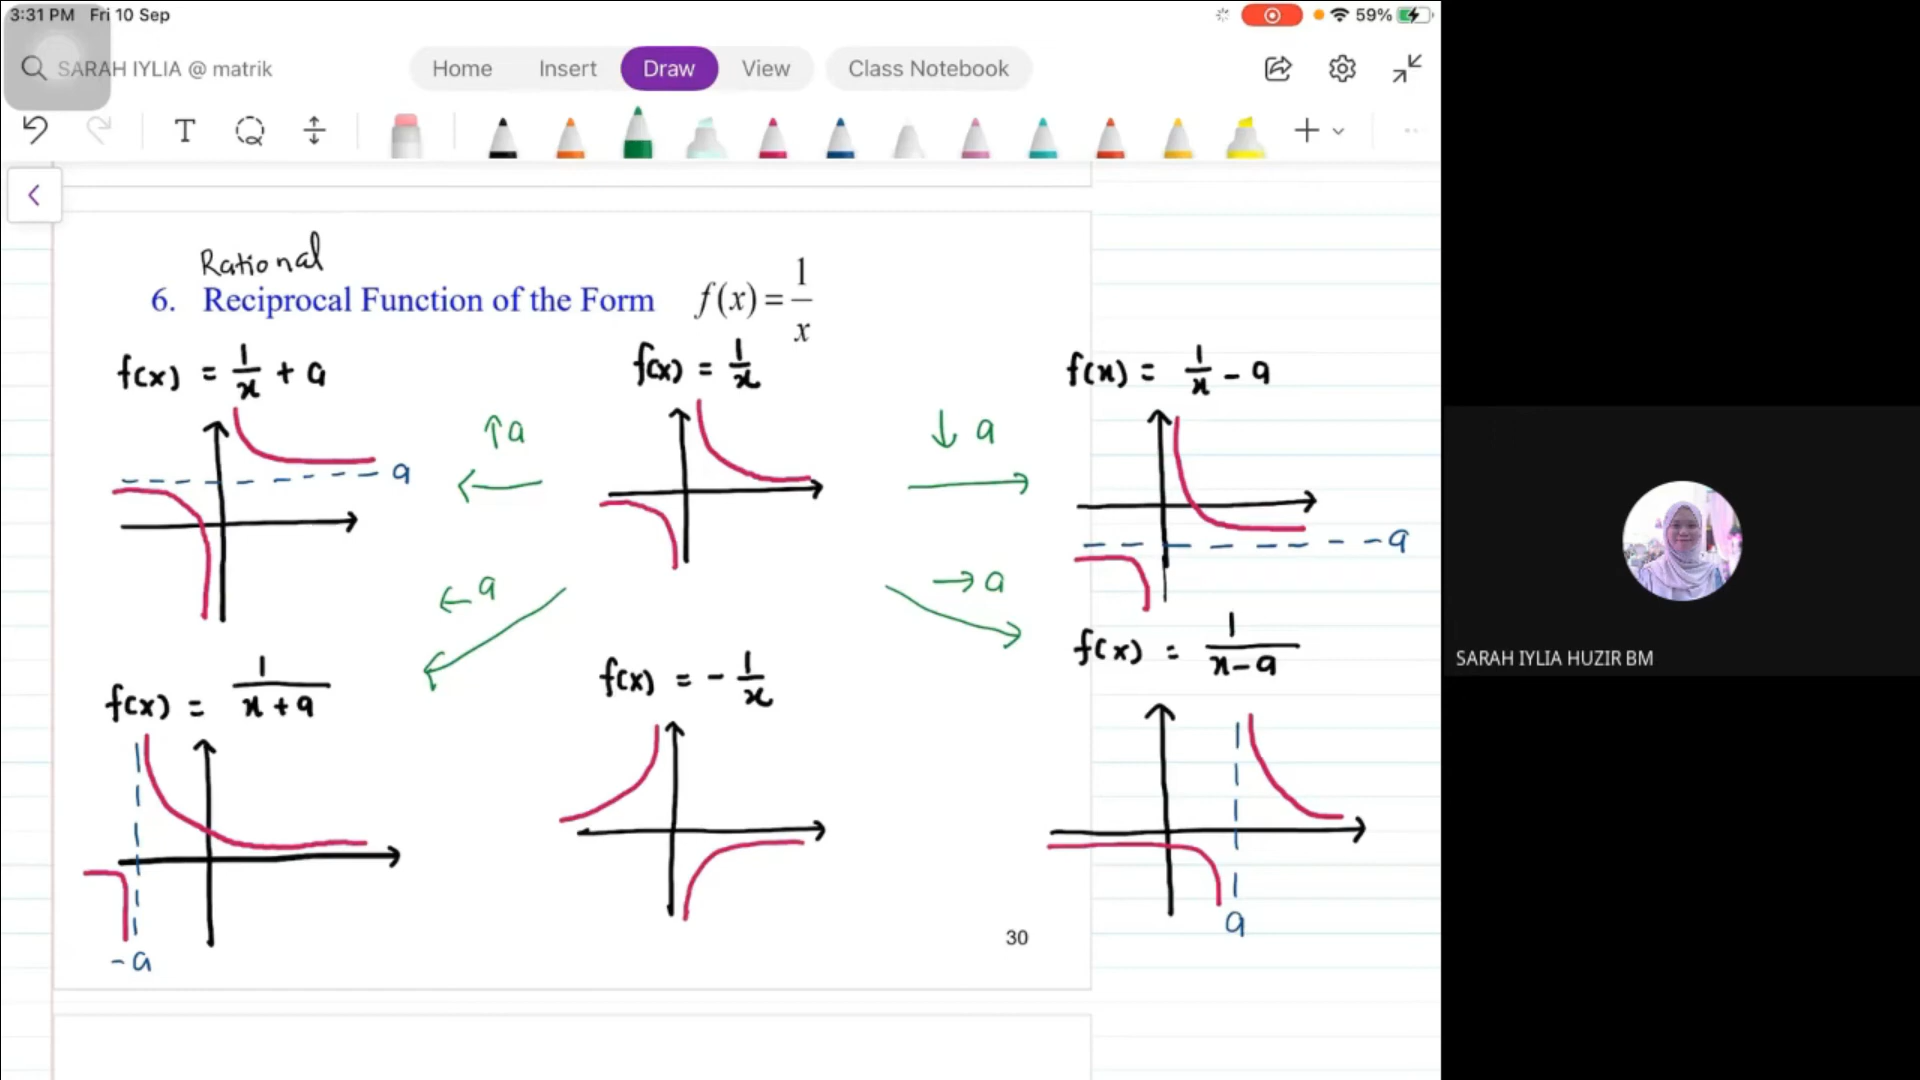 3:31 PM Fri 10 Sep
59%
SARAH IYLIA @ matrik
Home Insert Draw View Class Notebook
T
Rational
6. Reciprocal Function of the Form f(x) = 1/x
f(x) = 1/x + a
f(x) = 1/x
f(x) = 1/x - a
↑ a
↓ a
a
-a
← a
→ a
f(x) = 1/(x+a)
f(x) = - 1/x
f(x) = 1/(x-a)
-a
a
30
SARAH IYLIA HUZIR BM